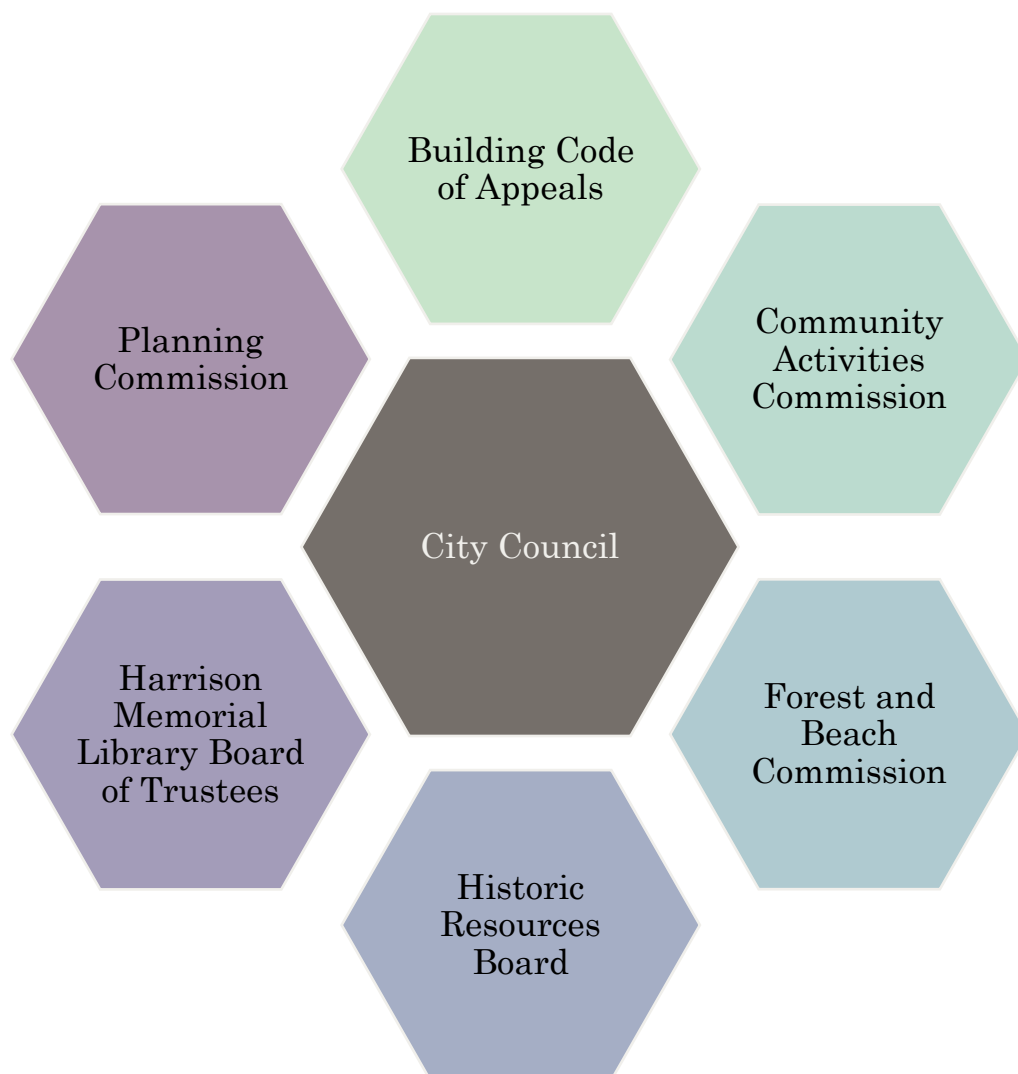 Building Code
of Appeals
Planning
Commission
Community
Activities
Commission
City Council
Harrison
Memorial
Library Board
of Trustees
Forest and
Beach
Commission
Historic
Resources
Board